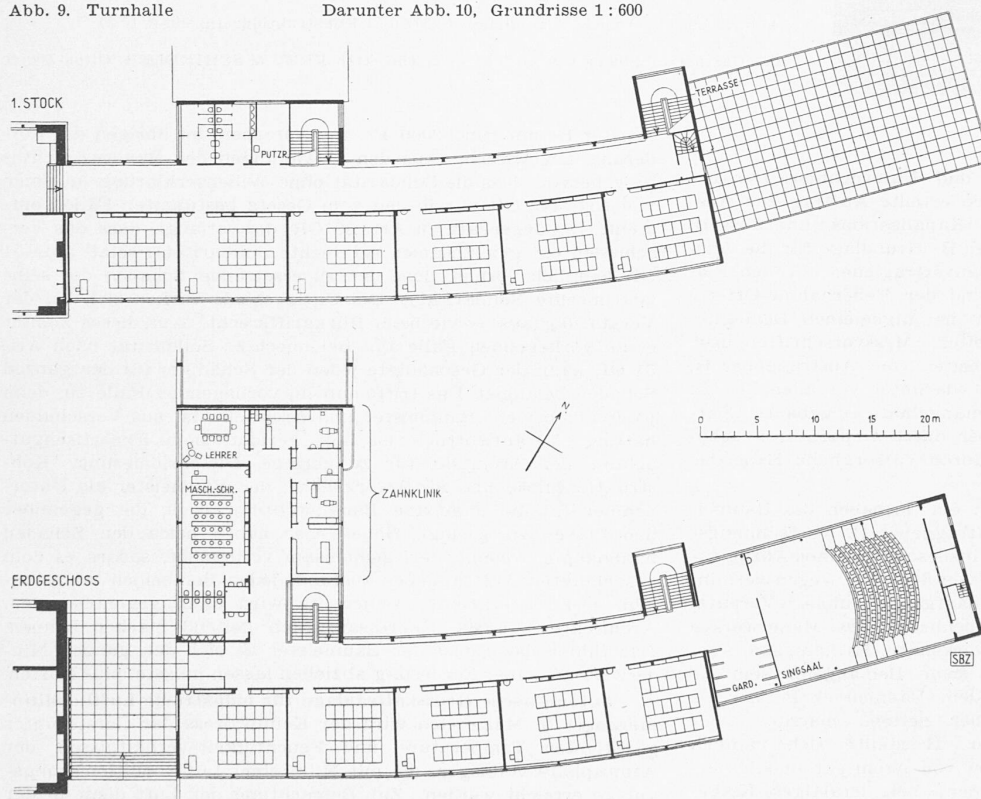 Abb. 9. Turnhalle
Darunter Abb. 10, Grundrisse 1 : 600
1. STOCK
TERRASSE
PUTZR.
N
LEHRER
0 5 10 15 20 m
MASCH.-SCHR.
ZAHNKLINIK
ERDGESCHOSS
SBZ
GARD.
SINGSAAL